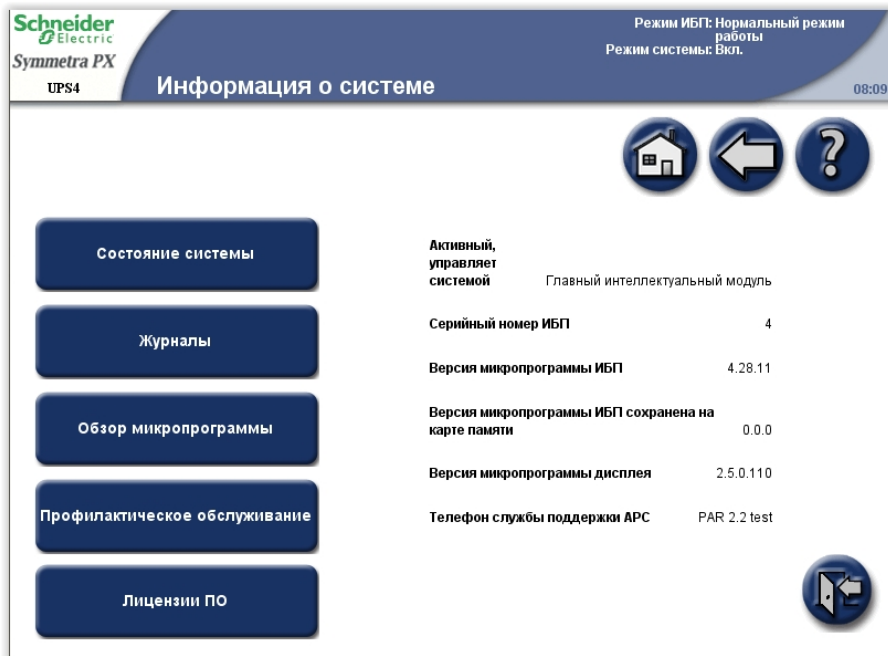 Schneider
Electric
Symmetra PX
UPS4
Информация о системе
Режим ИБП: Нормальный режим
работы
Режим системы: Вкл.
08:09
?
Состояние системы
Журналы
Обзор микропрограммы
Профилактическое обслуживание
Лицензии ПО
Активный,
управляет
системой Главный интеллектуальный модуль
Серийный номер ИБП 4
Версия микропрограммы ИБП 4.28.11
Версия микропрограммы ИБП сохранена на
карте памяти 0.0.0
Версия микропрограммы дисплея 2.5.0.110
Телефон службы поддержки APC PAR 2.2 test